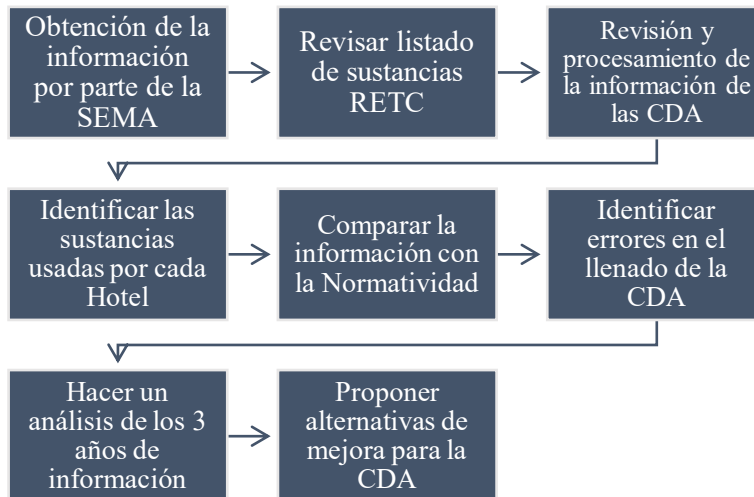 Obtención de la
información
por parte de la
SEMA
Revisar listado
de sustancias
RETC
Revisión y
procesamiento de
la información de
las CDA
Identificar las
sustancias
usadas por cada
Hotel
Comparar la
información con
la Normatividad
Identificar
errores en el
llenado de la
CDA
Hacer un
análisis de los 3
años de
información
Proponer
alternativas de
mejora para la
CDA